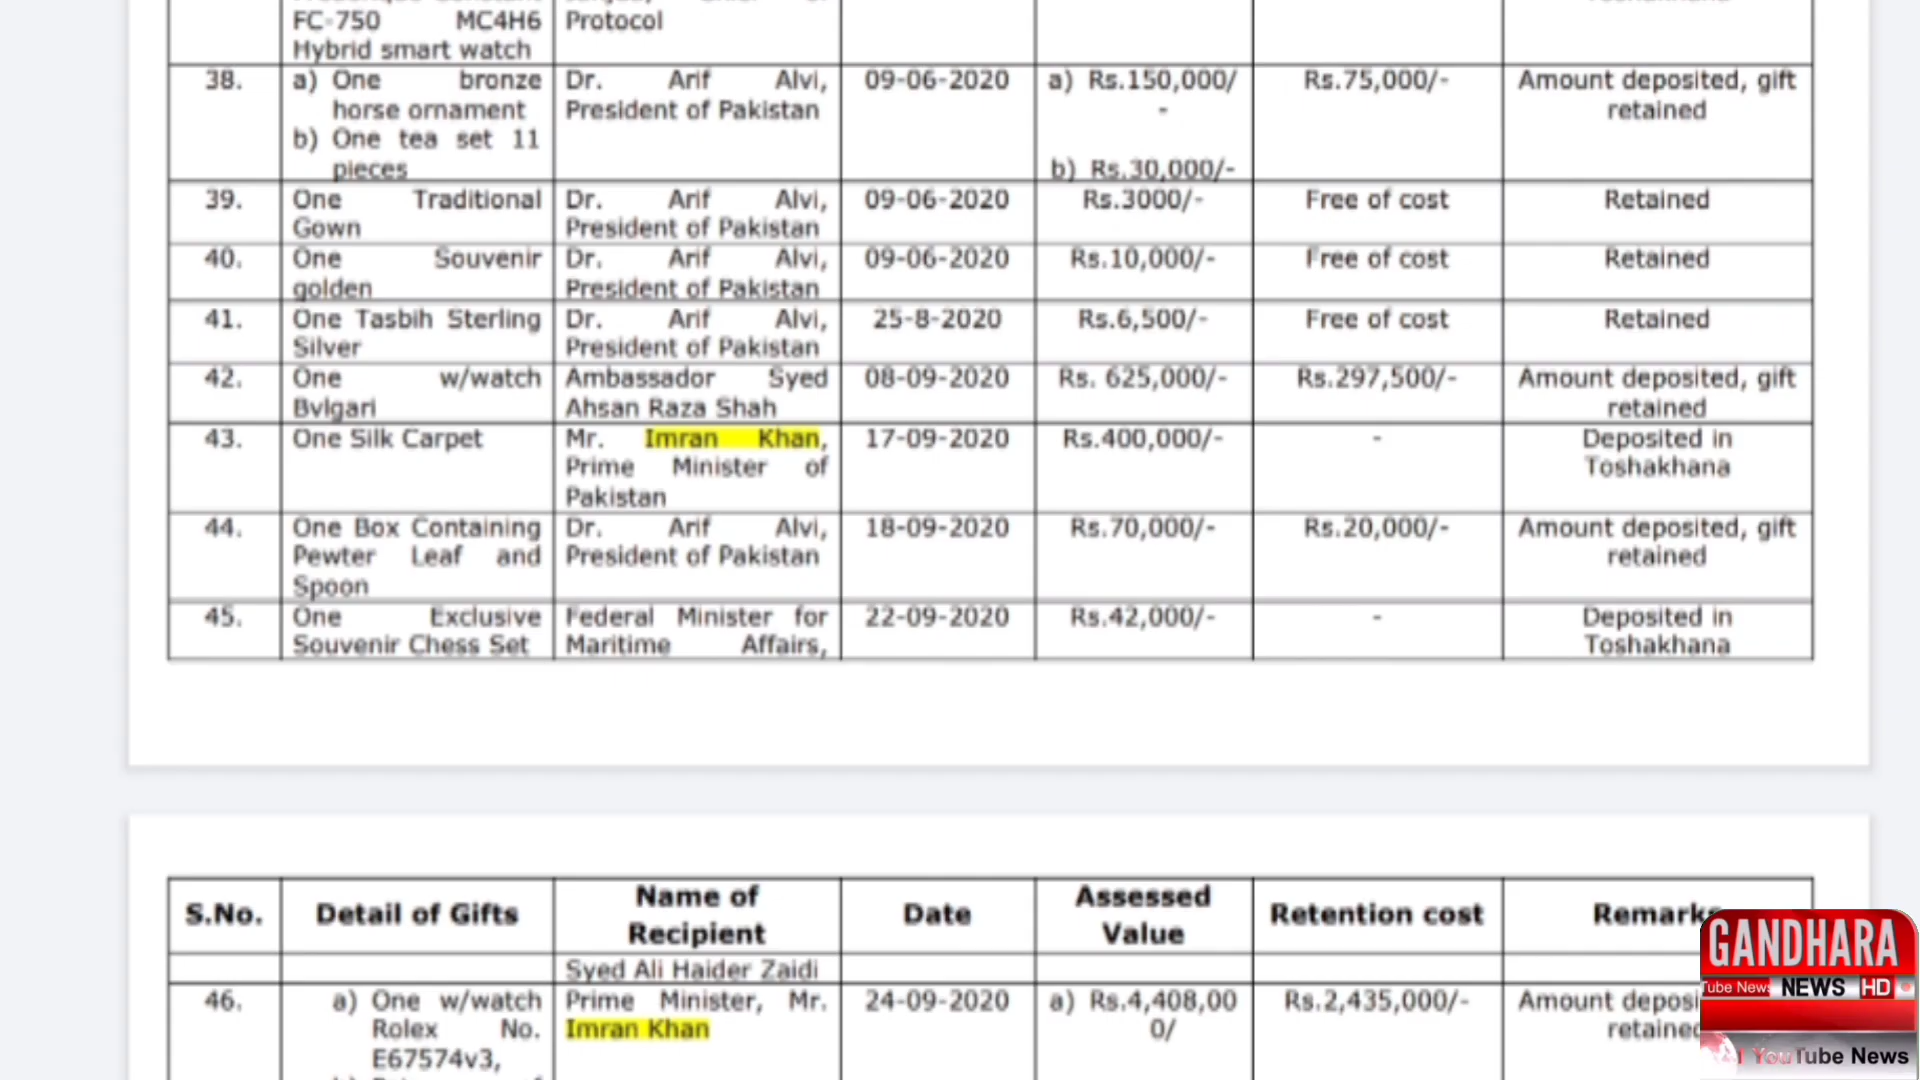 FC-750 MC4H6 Protocol
Hybrid smart watch
38. a) One bronze Dr. Arif Alvi, 09-06-2020 a) Rs.150,000/ Rs.75,000/- Amount deposited, gift
horse ornament President of Pakistan - retained
b) One tea set 11
pieces b) Rs.30,000/-
39. One Traditional Dr. Arif Alvi, 09-06-2020 Rs.3000/- Free of cost Retained
Gown President of Pakistan
40. One Souvenir Dr. Arif Alvi, 09-06-2020 Rs.10,000/- Free of cost Retained
golden President of Pakistan
41. One Tasbih Sterling Dr. Arif Alvi, 25-8-2020 Rs.6,500/- Free of cost Retained
Silver President of Pakistan
42. One w/watch Ambassador Syed 08-09-2020 Rs. 625,000/- Rs.297,500/- Amount deposited, gift
Bvlgari Ahsan Raza Shah retained
43. One Silk Carpet Mr. Imran Khan, 17-09-2020 Rs.400,000/- - Deposited in
Prime Minister of Toshakhana
Pakistan
44. One Box Containing Dr. Arif Alvi, 18-09-2020 Rs.70,000/- Rs.20,000/- Amount deposited, gift
Pewter Leaf and President of Pakistan retained
Spoon
45. One Exclusive Federal Minister for 22-09-2020 Rs.42,000/- - Deposited in
Souvenir Chess Set Maritime Affairs, Toshakhana
S.No. Detail of Gifts Name of Recipient Date Assessed Value Retention cost Remarks
Syed Ali Haider Zaidi
46. a) One w/watch Prime Minister, Mr. 24-09-2020 a) Rs.4,408,00 Rs.2,435,000/- Amount
Rolex No. Imran Khan 0/ retained
E67574v3,
GANDHARA
Tube News NEWS HD
YouTube News